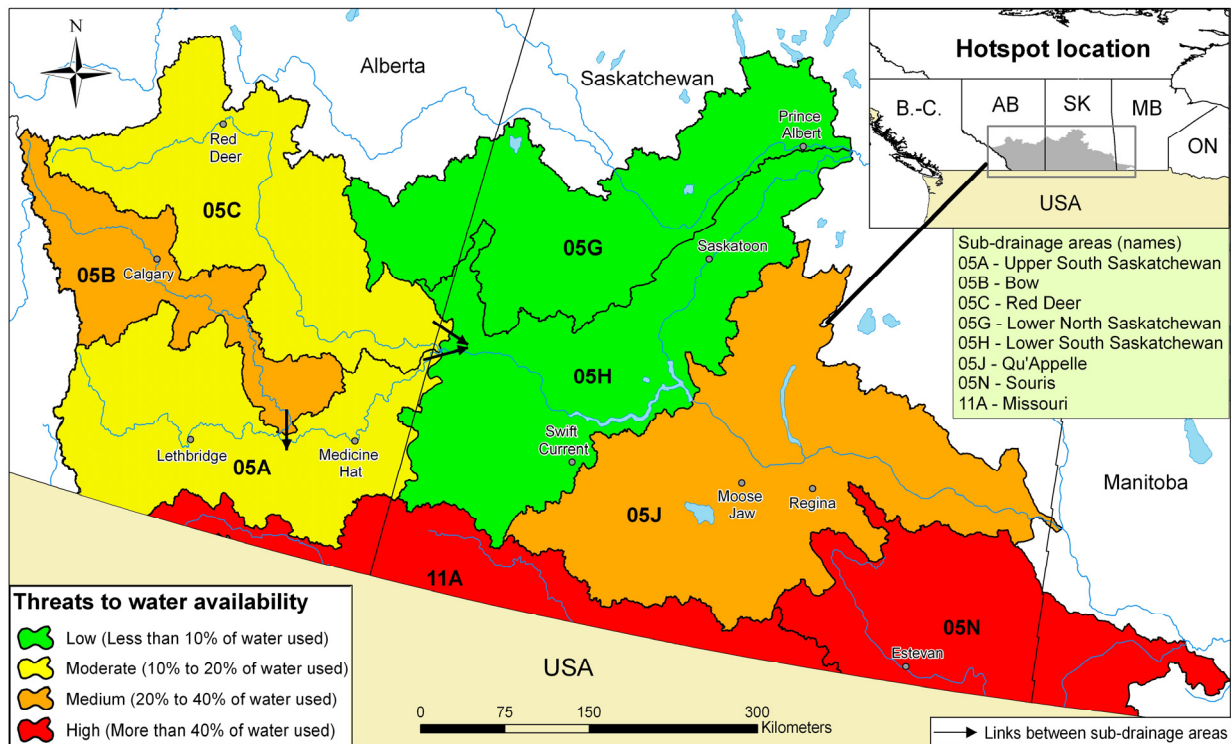 N
Alberta
Saskatchewan
Hotspot location
B.-C.
AB
SK
MB
ON
USA
Red
Deer
Prince
Albert
05C
05G
Saskatoon
05B
Calgary
Sub-drainage areas (names)
05A - Upper South Saskatchewan
05B - Bow
05C - Red Deer
05G - Lower North Saskatchewan
05H - Lower South Saskatchewan
05J - Qu'Appelle
05N - Souris
11A - Missouri
05H
Lethbridge
05A
Medicine
Hat
Swift
Current
Moose
Jaw
Regina
05J
Manitoba
11A
05N
Estevan
USA
Threats to water availability
Low (Less than 10% of water used)
Moderate (10% to 20% of water used)
Medium (20% to 40% of water used)
High (More than 40% of water used)
0 75 150 300
Kilometers
Links between sub-drainage areas